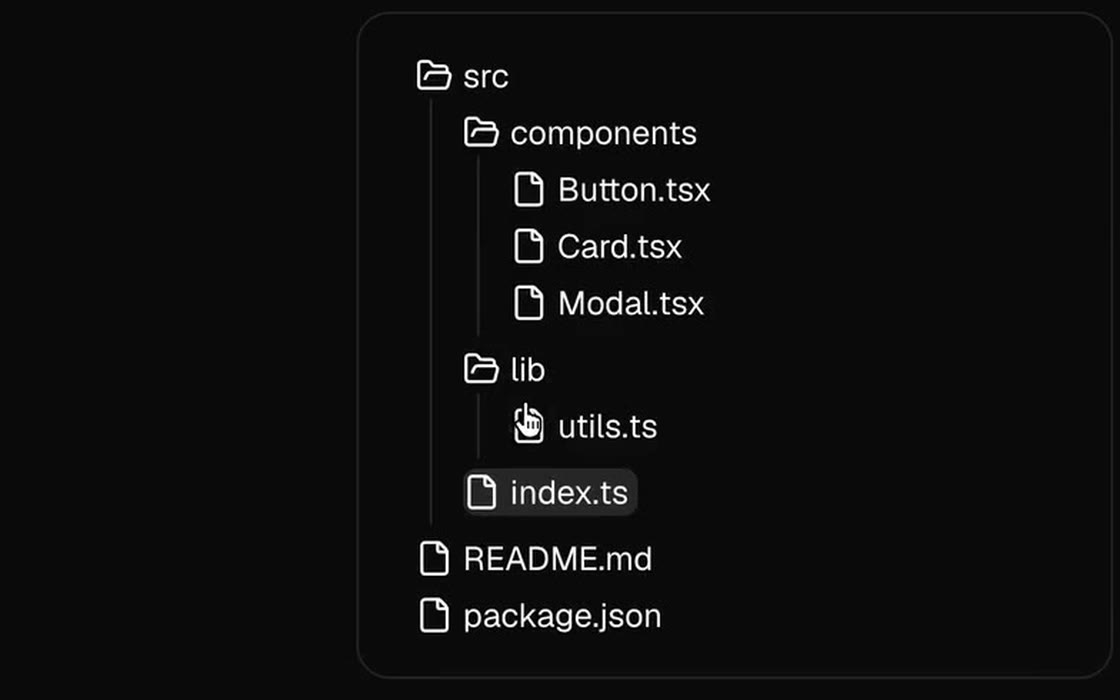 src
components
Button.tsx
Card.tsx
Modal.tsx
lib
utils.ts
index.ts
README.md
package.json